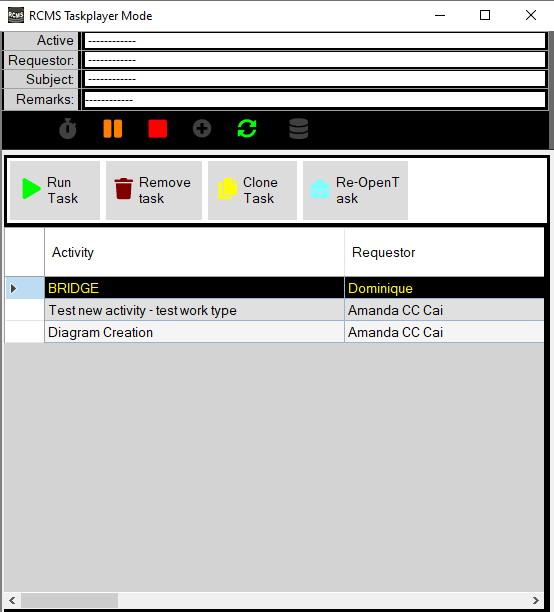 RCMS RCMS Taskplayer Mode
Active ------------
Requestor: ------------
Subject: ------------
Remarks: ------------
Run Task
Remove task
Clone Task
Re-OpenT ask
Activity Requestor
BRIDGE Dominique
Test new activity - test work type Amanda CC Cai
Diagram Creation Amanda CC Cai